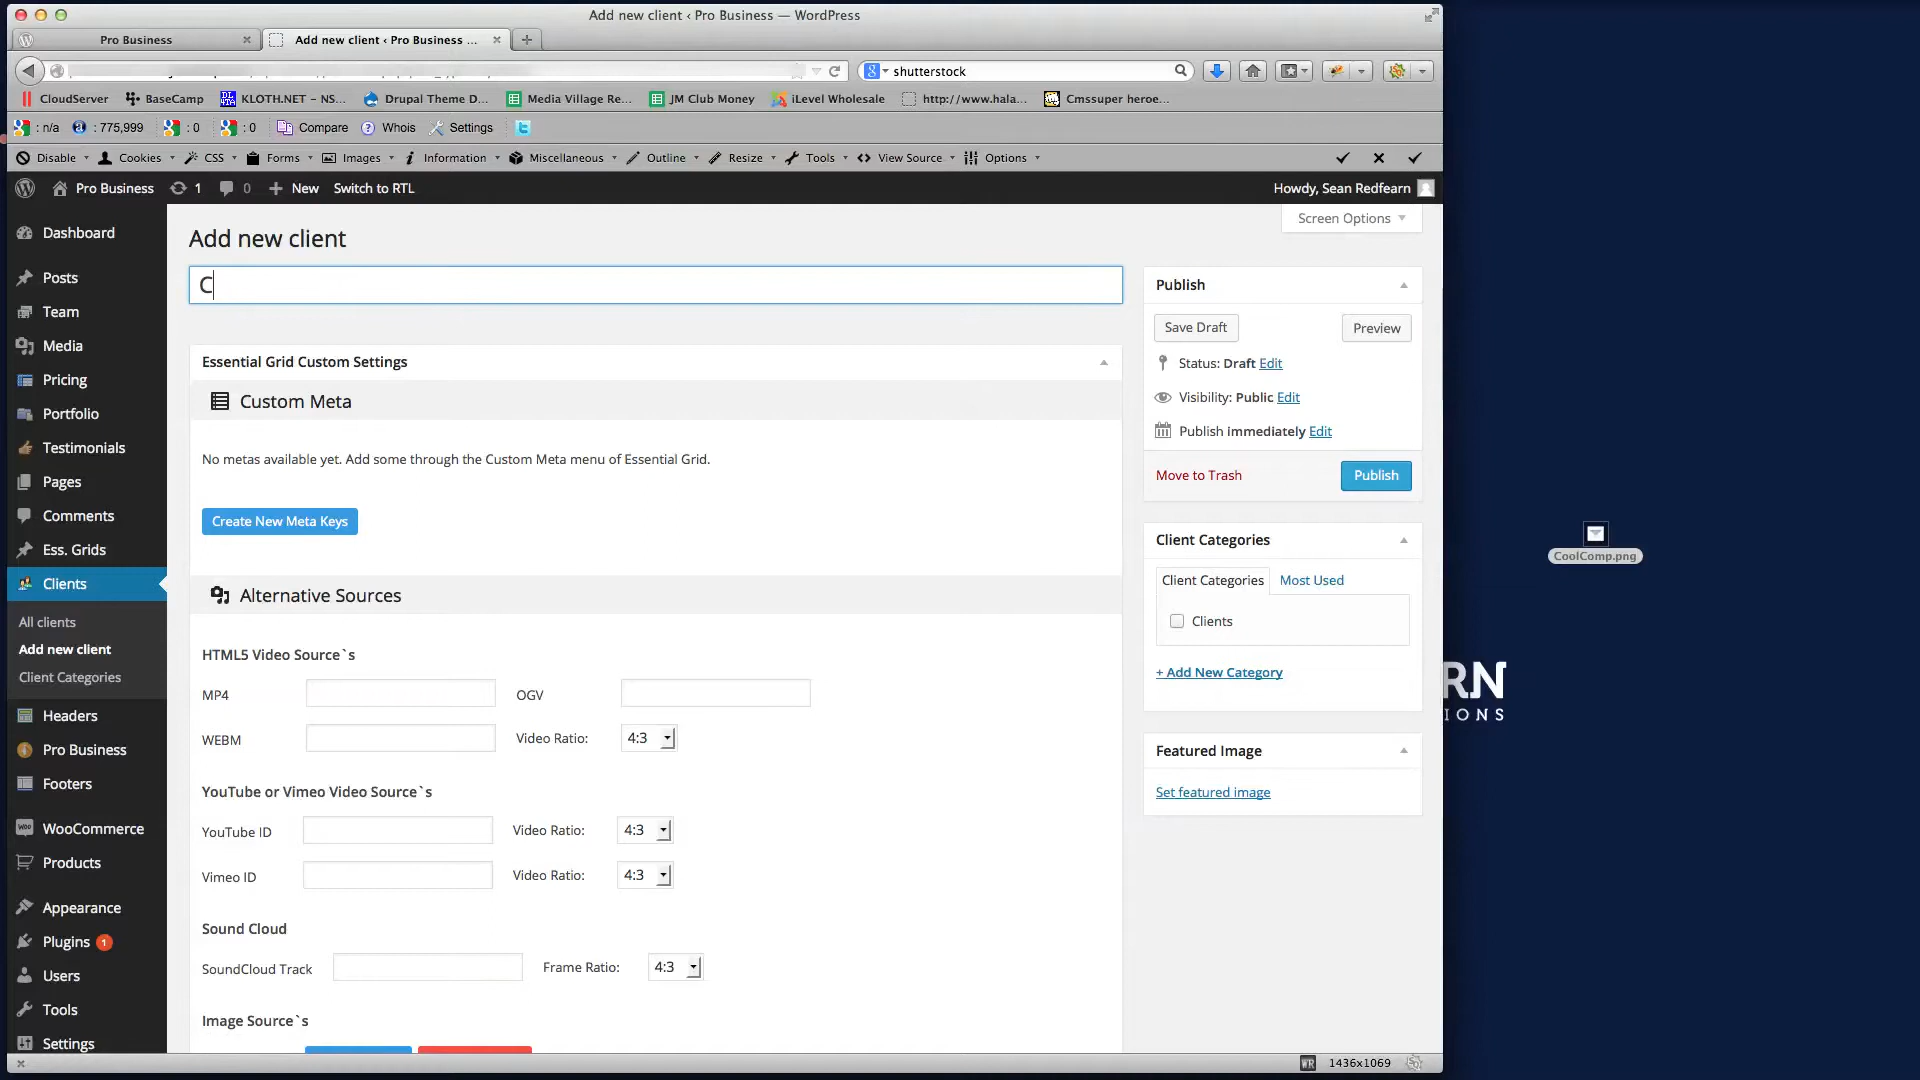 Add new client ‹ Pro Business — WordPress
Pro Business
Add new client ‹ Pro Business ...
shutterstock
CloudServer
BaseCamp
KLOTH.NET - NS...
Drupal Theme D...
Media Village Re...
JM Club Money
iLevel Wholesale
http://www.hala...
Cmssuper heroe...
: n/a
: 775,999
: 0
: 0
Compare
Whois
Settings
Disable
Cookies
CSS
Forms
Images
Information
Miscellaneous
Outline
Resize
Tools
View Source
Options
Pro Business
1
0
New
Switch to RTL
Howdy, Sean Redfearn
Screen Options
Dashboard
Posts
Team
Media
Pricing
Portfolio
Testimonials
Pages
Comments
Ess. Grids
Clients
All clients
Add new client
Client Categories
Headers
Pro Business
Footers
WooCommerce
Products
Appearance
Plugins 1
Users
Tools
Settings
Add new client
C
Essential Grid Custom Settings
Custom Meta
No metas available yet. Add some through the Custom Meta menu of Essential Grid.
Create New Meta Keys
Alternative Sources
HTML5 Video Source`s
MP4
OGV
WEBM
Video Ratio:
4:3
YouTube or Vimeo Video Source`s
YouTube ID
Video Ratio:
4:3
Vimeo ID
Video Ratio:
4:3
Sound Cloud
SoundCloud Track
Frame Ratio:
4:3
Image Source`s
Publish
Save Draft
Preview
Status: Draft Edit
Visibility: Public Edit
Publish immediately Edit
Move to Trash
Publish
Client Categories
Client Categories
Most Used
Clients
+ Add New Category
Featured Image
Set featured image
CoolComp.png
RN
IONS
WR
1436x1069